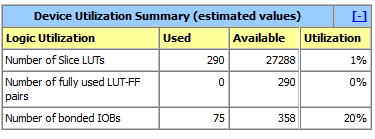 Device Utilization Summary (estimated values) [-]
Logic Utilization Used Available Utilization
Number of Slice LUTs 290 27288 1%
Number of fully used LUT-FF 0 290 0%
pairs
Number of bonded IOBs 75 358 20%